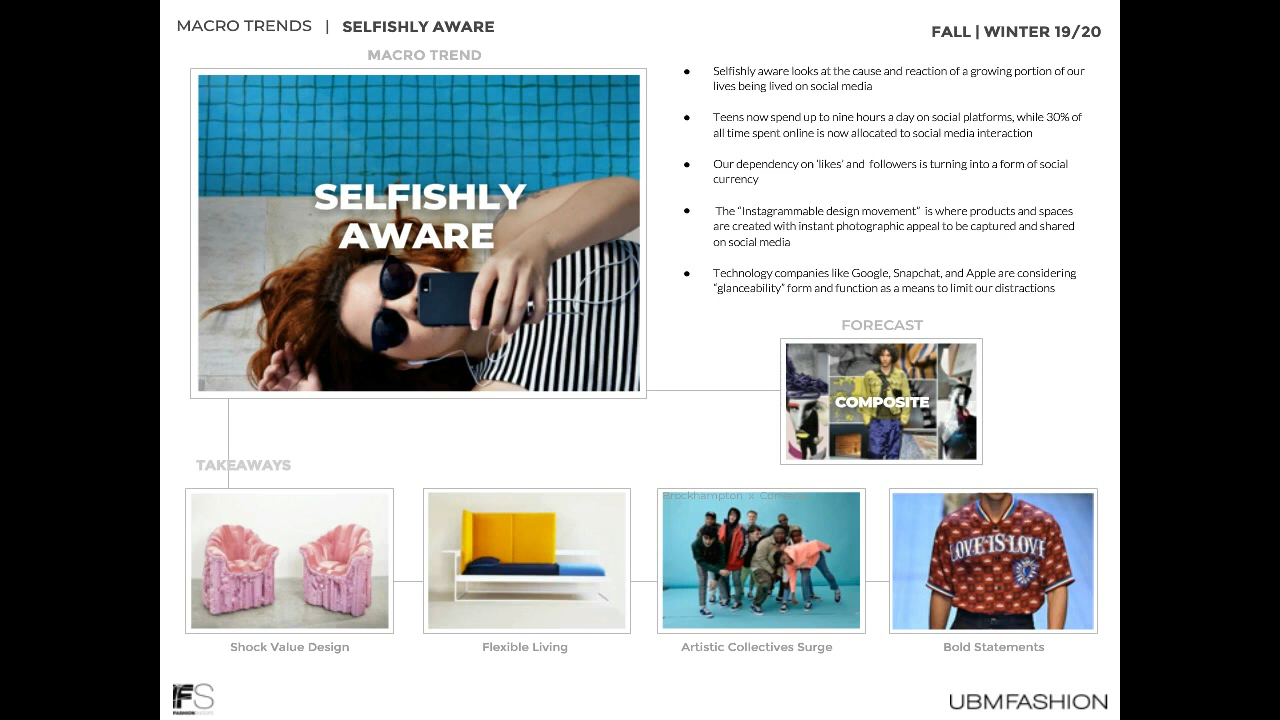 MACRO TRENDS | SELFISHLY AWARE
FALL | WINTER 19/20
MACRO TREND
SELFISHLY
AWARE
● Selfishly aware looks at the cause and reaction of a growing portion of our
lives being lived on social media
● Teens now spend up to nine hours a day on social platforms, while 30% of
all time spent online is now allocated to social media interaction
● Our dependency on ‘likes’ and followers is turning into a form of social
currency
● The “Instagrammable design movement” is where products and spaces
are created with instant photographic appeal to be captured and shared
on social media
● Technology companies like Google, Snapchat, and Apple are considering
“glanceability” form and function as a means to limit our distractions
FORECAST
COMPOSITE
TAKEAWAYS
Brockhampton x
LOVE IS LOVE
Shock Value Design
Flexible Living
Artistic Collectives Surge
Bold Statements
FS
UBMFASHION